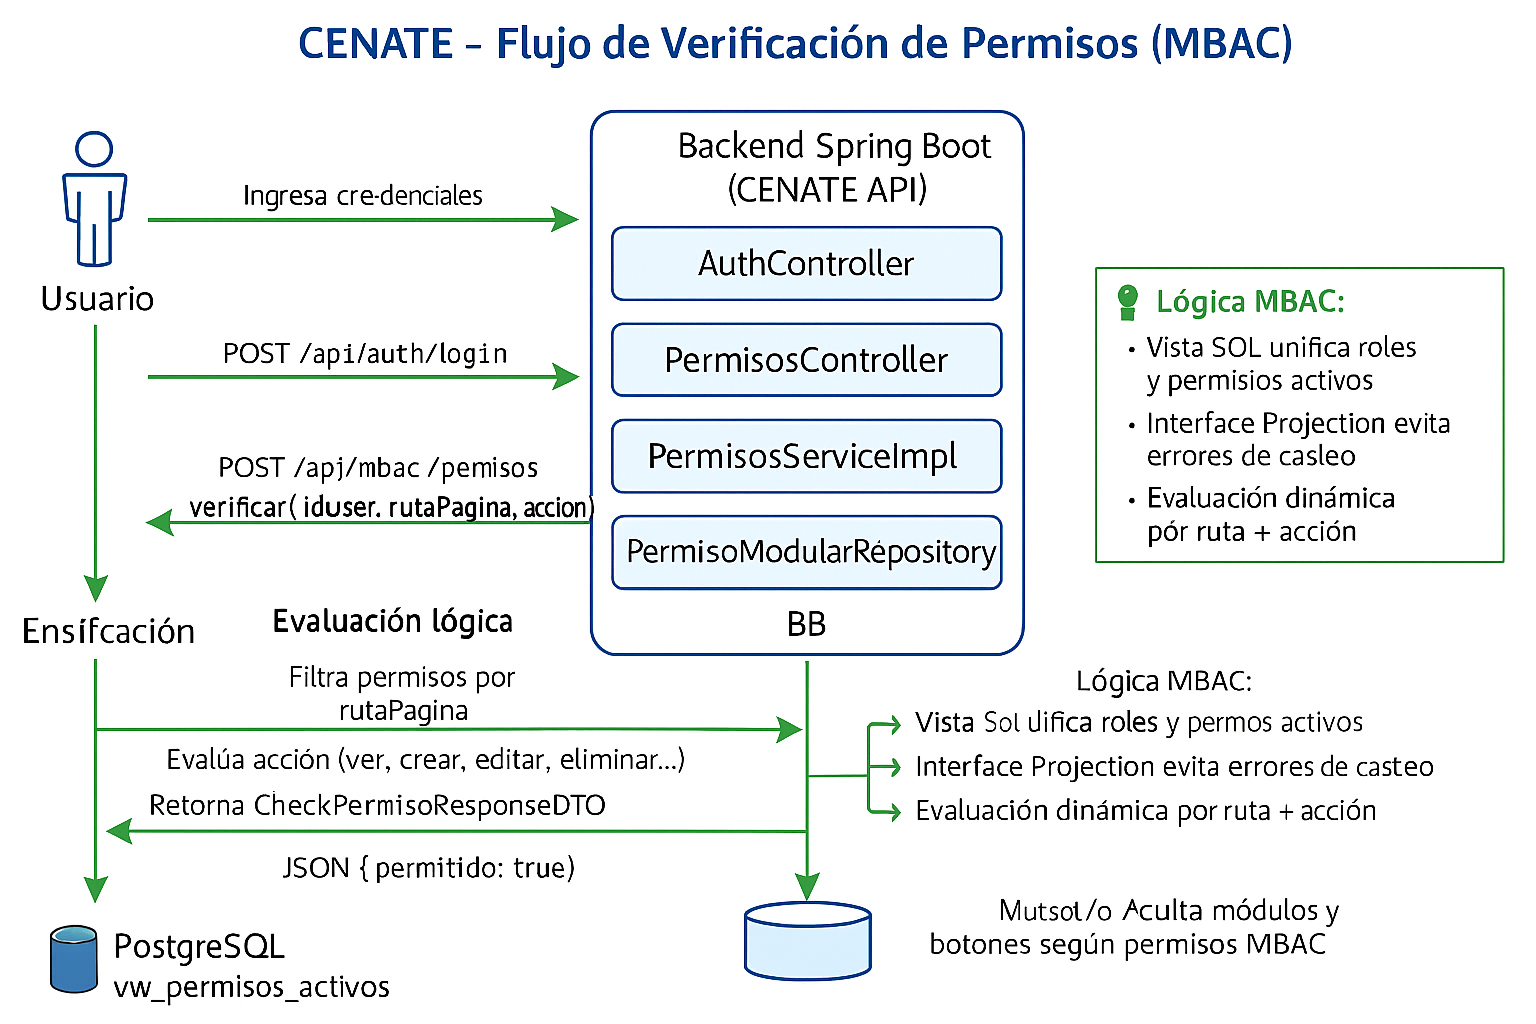 CENATE – Flujo de Verificación de Permisos (MBAC)
Backend Spring Boot
(CENATE API)
Ingresa cre-denciales
AuthController
Usuario
POST /api/auth/login
PermisosController
POST /apj/mbac /pemisos
verificar( iduser. rutaPagina, accion)
PermisosServiceImpl
PermisoModularRépository
BB
Lógica MBAC:
• Vista SOL unifica roles
y permisios activos
• Interface Projection evita
errores de casleo
• Evaluación dinámica
pór ruta + acción
Ensífcación
Evaluación lógica
Filtra permisos por
rutaPagina
Evalúa acción (ver, crear, editar, eliminar...)
Retorna CheckPermisoResponseDTO
JSON { permitido: true)
Lógica MBAC:
Vista Sol uifica roles y permos activos
Interface Projection evita errores de casteo
Evaluación dinámica por ruta + acción
PostgreSQL
vw_permisos_activos
Mutsol/o Aculta módulos y
botones según permisos MBAC